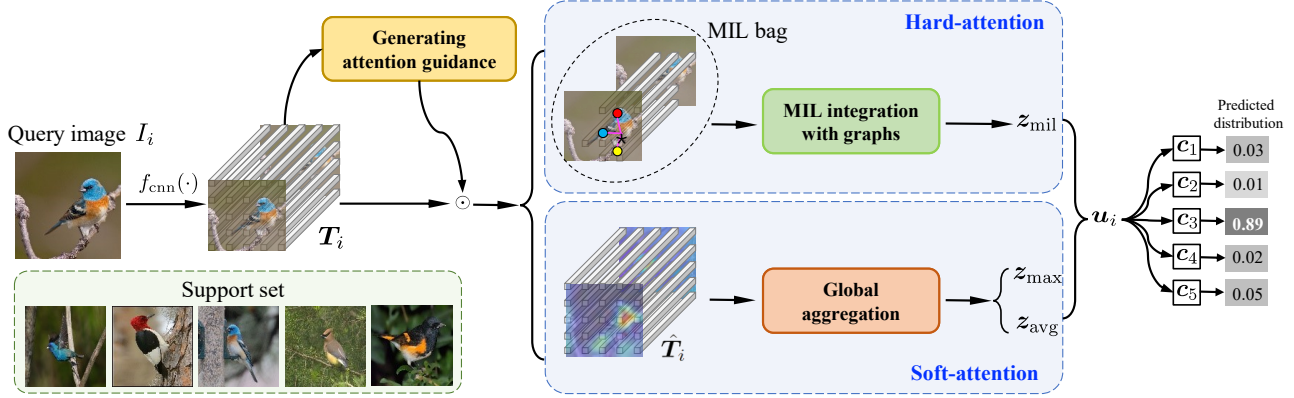 Generating
attention guidance
Query image I_i
f_cnn(·)
T_i
⊙
Support set
Hard-attention
MIL bag
MIL integration
with graphs
z_mil
T̂_i
Global
aggregation
z_max
z_avg
Soft-attention
u_i
Predicted
distribution
c_1 0.03
c_2 0.01
c_3 0.89
c_4 0.02
c_5 0.05